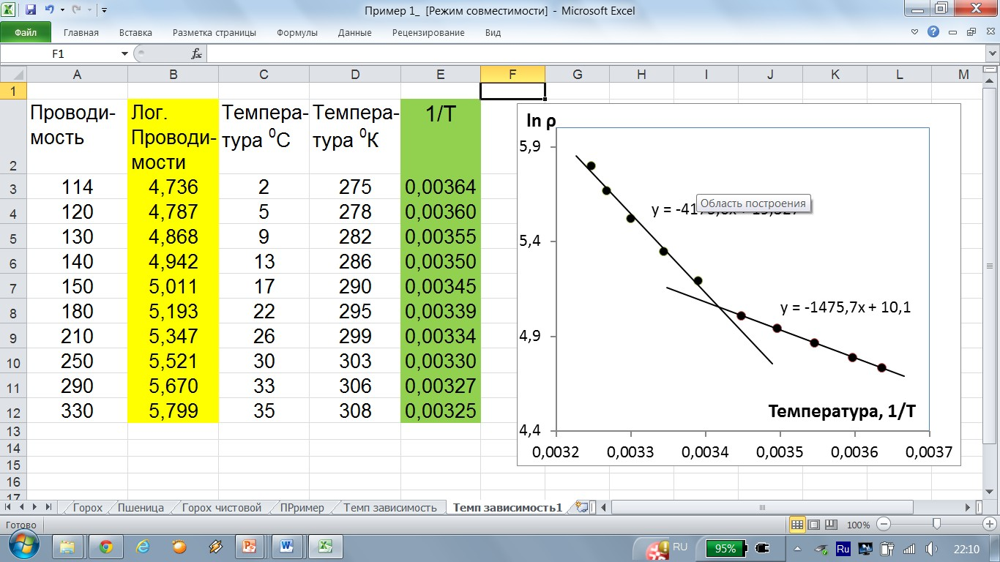 Пример 1_ [Режим совместимости] - Microsoft Excel
Файл Главная Вставка Разметка страницы Формулы Данные Рецензирование Вид
F1 fx
A B C D E F G H I J K L M
1
2 Проводи-мость Лог. Проводи-мости Темпера-тура ⁰С Темпера-тура ⁰К 1/T
3 114 4,736 2 275 0,00364
4 120 4,787 5 278 0,00360
5 130 4,868 9 282 0,00355
6 140 4,942 13 286 0,00350
7 150 5,011 17 290 0,00345
8 180 5,193 22 295 0,00339
9 210 5,347 26 299 0,00334
10 250 5,521 30 303 0,00330
11 290 5,670 33 306 0,00327
12 330 5,799 35 308 0,00325
13
14
15
16
17
ln ρ
5,9
5,4
4,9
4,4
Область построения
y =
y = -1475,7x + 10,1
Температура, 1/Т
0,0032 0,0033 0,0034 0,0035 0,0036 0,0037
Горох Пшеница Горох чистовой ПРример Темп зависимость Темп зависимость1
Готово 100%
RU 95% Ru 22:10